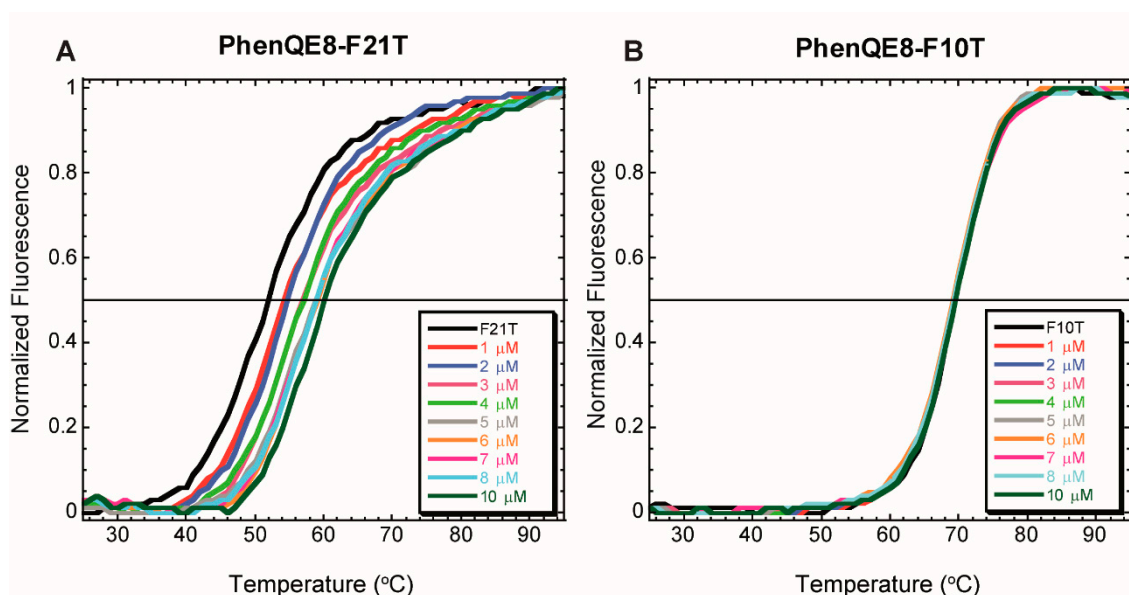 A
PhenQE8-F21T
Normalized Fluorescence
1
0.8
0.6
0.4
0.2
0
30 40 50 60 70 80 90
Temperature (°C)
F21T
1 µM
2 µM
3 µM
4 µM
5 µM
6 µM
7 µM
8 µM
10 µM
B
PhenQE8-F10T
Normalized Fluorescence
1
0.8
0.6
0.4
0.2
0
30 40 50 60 70 80 90
Temperature (°C)
F10T
1 µM
2 µM
3 µM
4 µM
5 µM
6 µM
7 µM
8 µM
10 µM